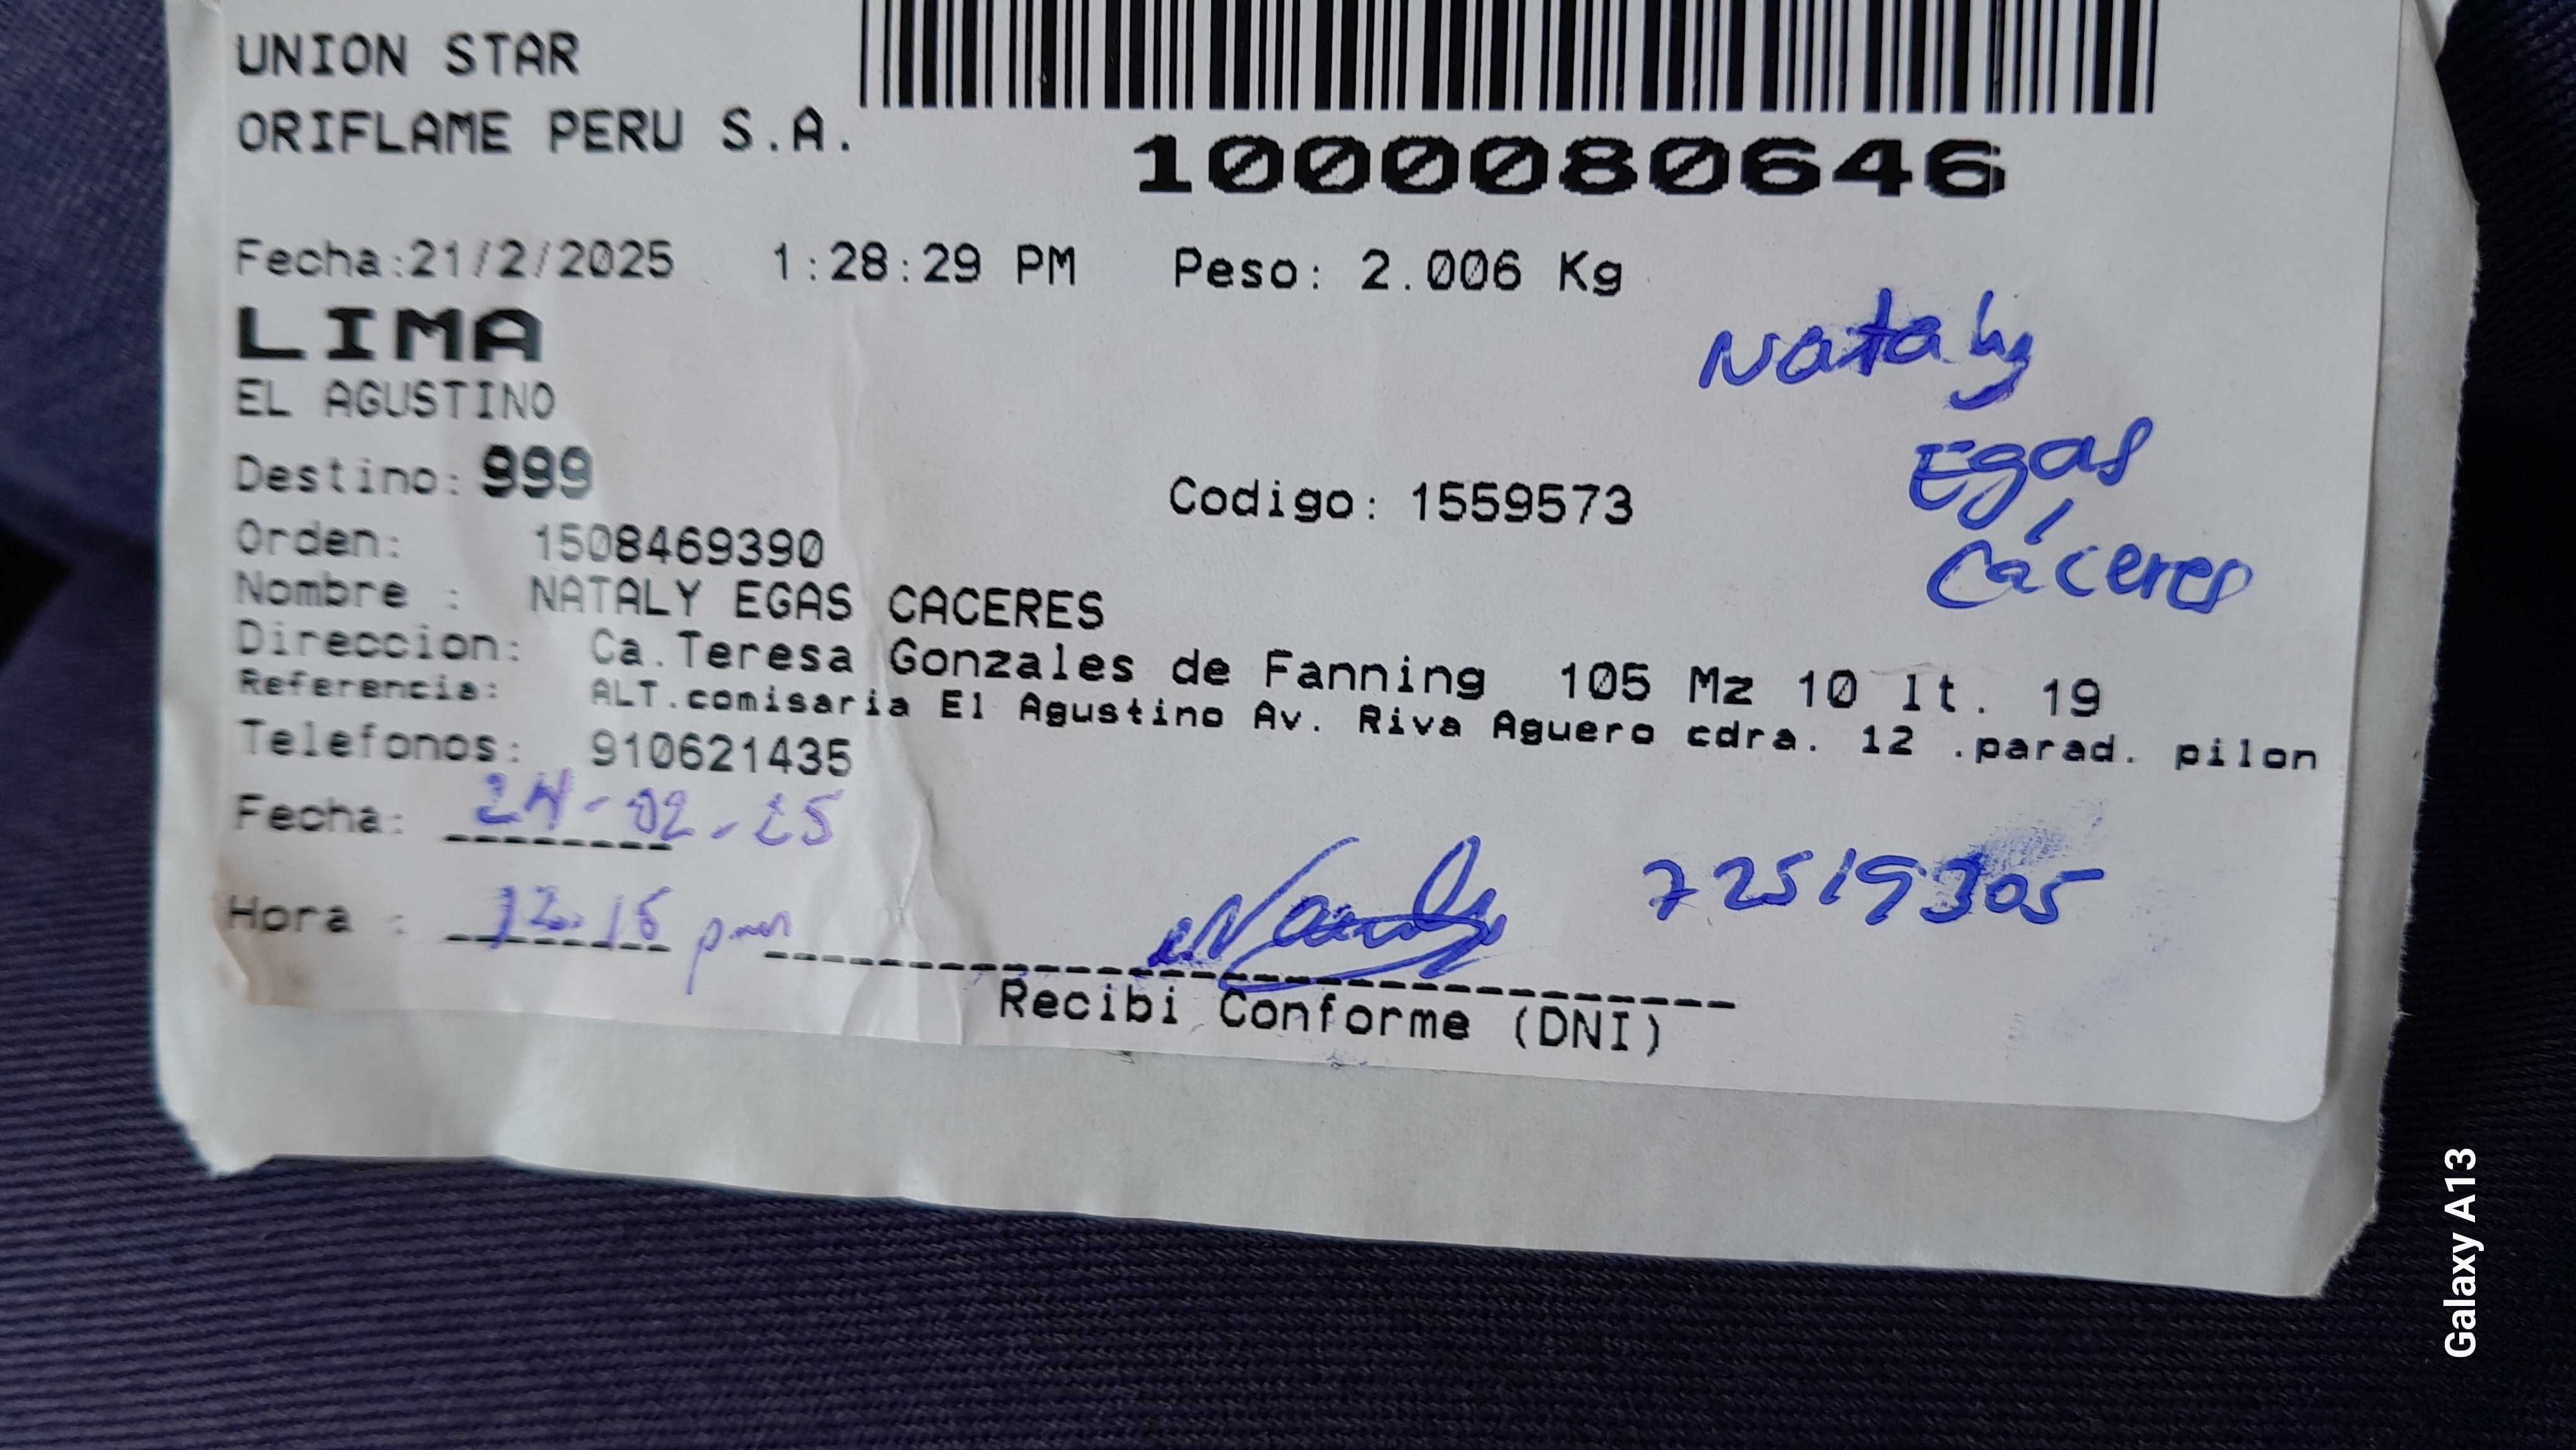 UNION STAR
ORIFLAME PERU S.A.
1000080646
Fecha:21/2/2025 1:28:29 PM Peso: 2.006 Kg
LIMA
EL AGUSTINO
Nataly
Egas
Cáceres
Destino: 999
Codigo: 1559573
Orden: 1508469390
Nombre : NATALY EGAS CACERES
Direccion: Ca.Teresa Gonzales de Fanning 105 Mz 10 lt. 19
Referencia: ALT.comisaria El Agustino Av. Riva Aguero cdra. 12 .parad. pilon
Telefonos: 910621435
Fecha: 24-02-25
72519305
Hora : 12:15 pm
Recibi Conforme (DNI)
Galaxy A13